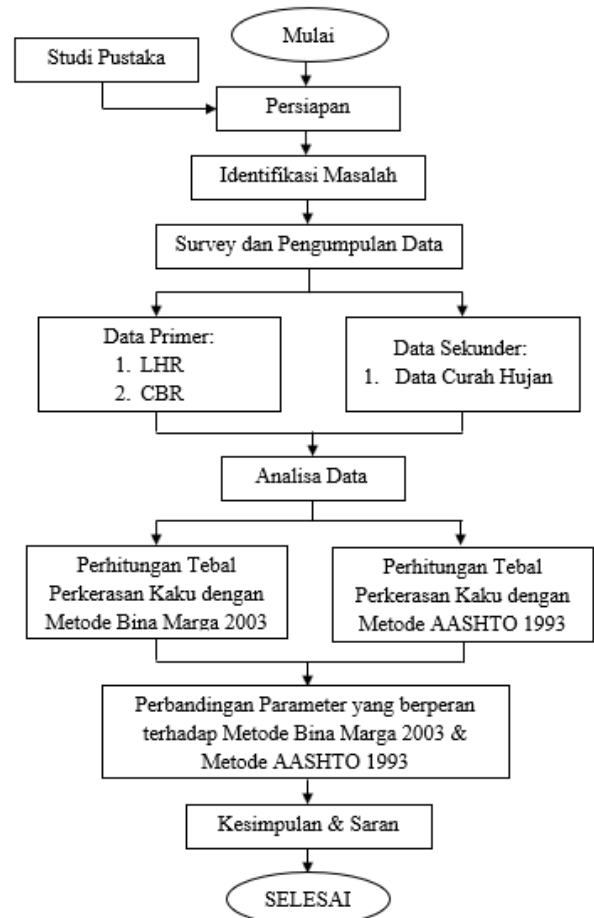 Mulai
Studi Pustaka
Persiapan
Identifikasi Masalah
Survey dan Pengumpulan Data
Data Primer:
1. LHR
2. CBR
Data Sekunder:
1. Data Curah Hujan
Analisa Data
Perhitungan Tebal
Perkerasan Kaku dengan
Metode Bina Marga 2003
Perhitungan Tebal
Perkerasan Kaku dengan
Metode AASHTO 1993
Perbandingan Parameter yang berperan
terhadap Metode Bina Marga 2003 &
Metode AASHTO 1993
Kesimpulan & Saran
SELESAI